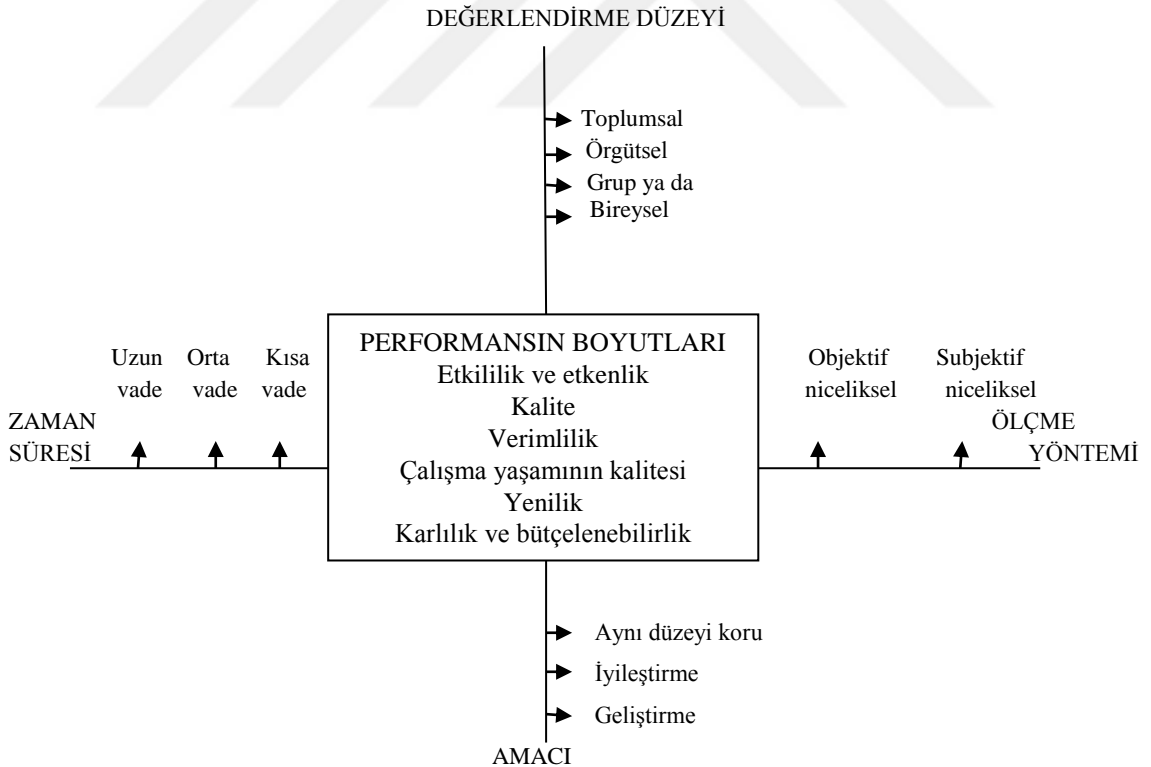 DEĞERLENDİRME DÜZEYİ
Toplumsal
Örgütsel
Grup ya da
Bireysel
PERFORMANSIN BOYUTLARI
Etkililik ve etkenlik
Kalite
Verimlilik
Çalışma yaşamının kalitesi
Yenilik
Karlılık ve bütçelenebilirlik
Uzun Orta Kısa
vade vade vade
ZAMAN
SÜRESİ
Objektif Subjektif
niceliksel niceliksel
ÖLÇME
YÖNTEMİ
Aynı düzeyi koru
İyileştirme
Geliştirme
AMACI